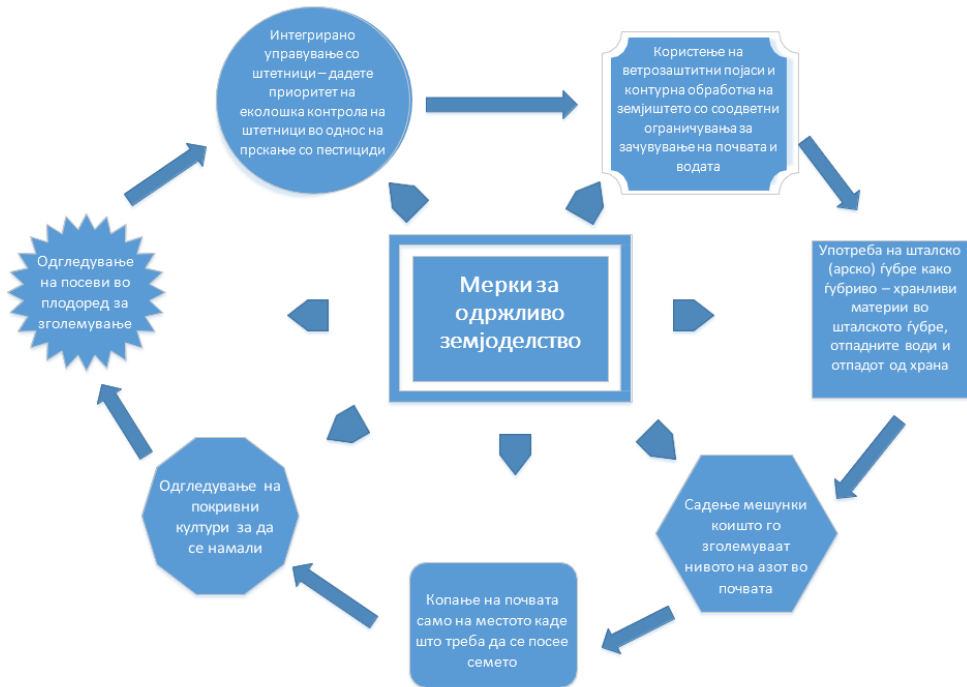 Интегрирано
управување со
штетници – дадете
приоритет на
еколошка контрола на
штетници во однос на
прскање со пестициди
Користење на
ветрозаштитни појаси и
контурна обработка на
земјиштето со соодветни
ограничувања за
зачувување на почвата и
водата
Употреба на шталско
(арско) ѓубре како
ѓубриво – хранливи
материи во
шталското ѓубре,
отпадните води и
отпадот од храна
Садење мешунки
коишто го
зголемуваат
нивото на азот во
почвата
Копање на почвата
само на местото каде
што треба да се посее
семето
Одгледување на
покривни
култури за да
се намали
Одгледување
на посеви во
плодоред за
зголемување
Мерки за
одржливо
земјоделство